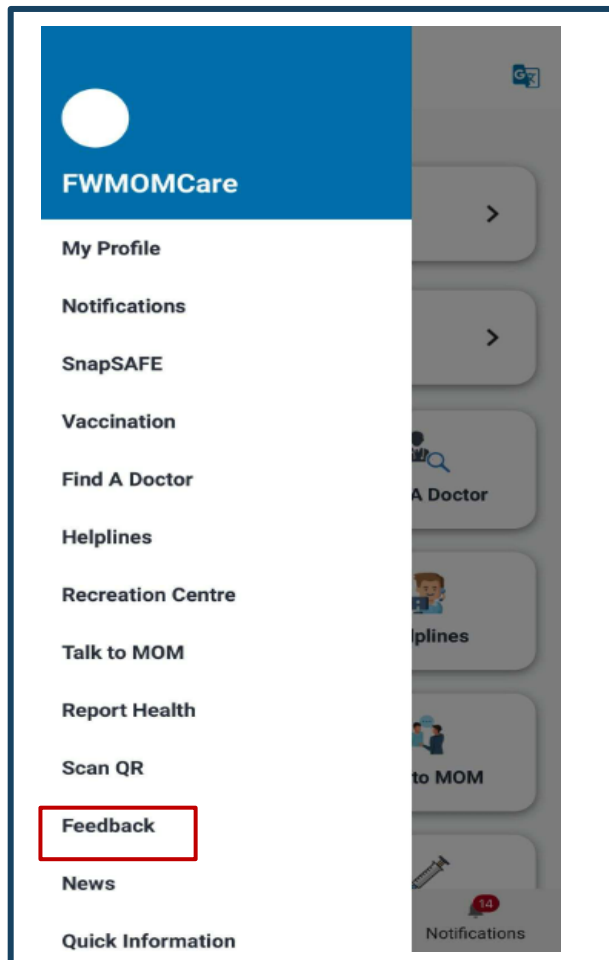 FWMOMCare
My Profile
Notifications
SnapSAFE
Vaccination
Find A Doctor
Helplines
Recreation Centre
Talk to MOM
Report Health
Scan QR
Feedback
News
Quick Information
G
A Doctor
lplines
to MOM
14
Notifications